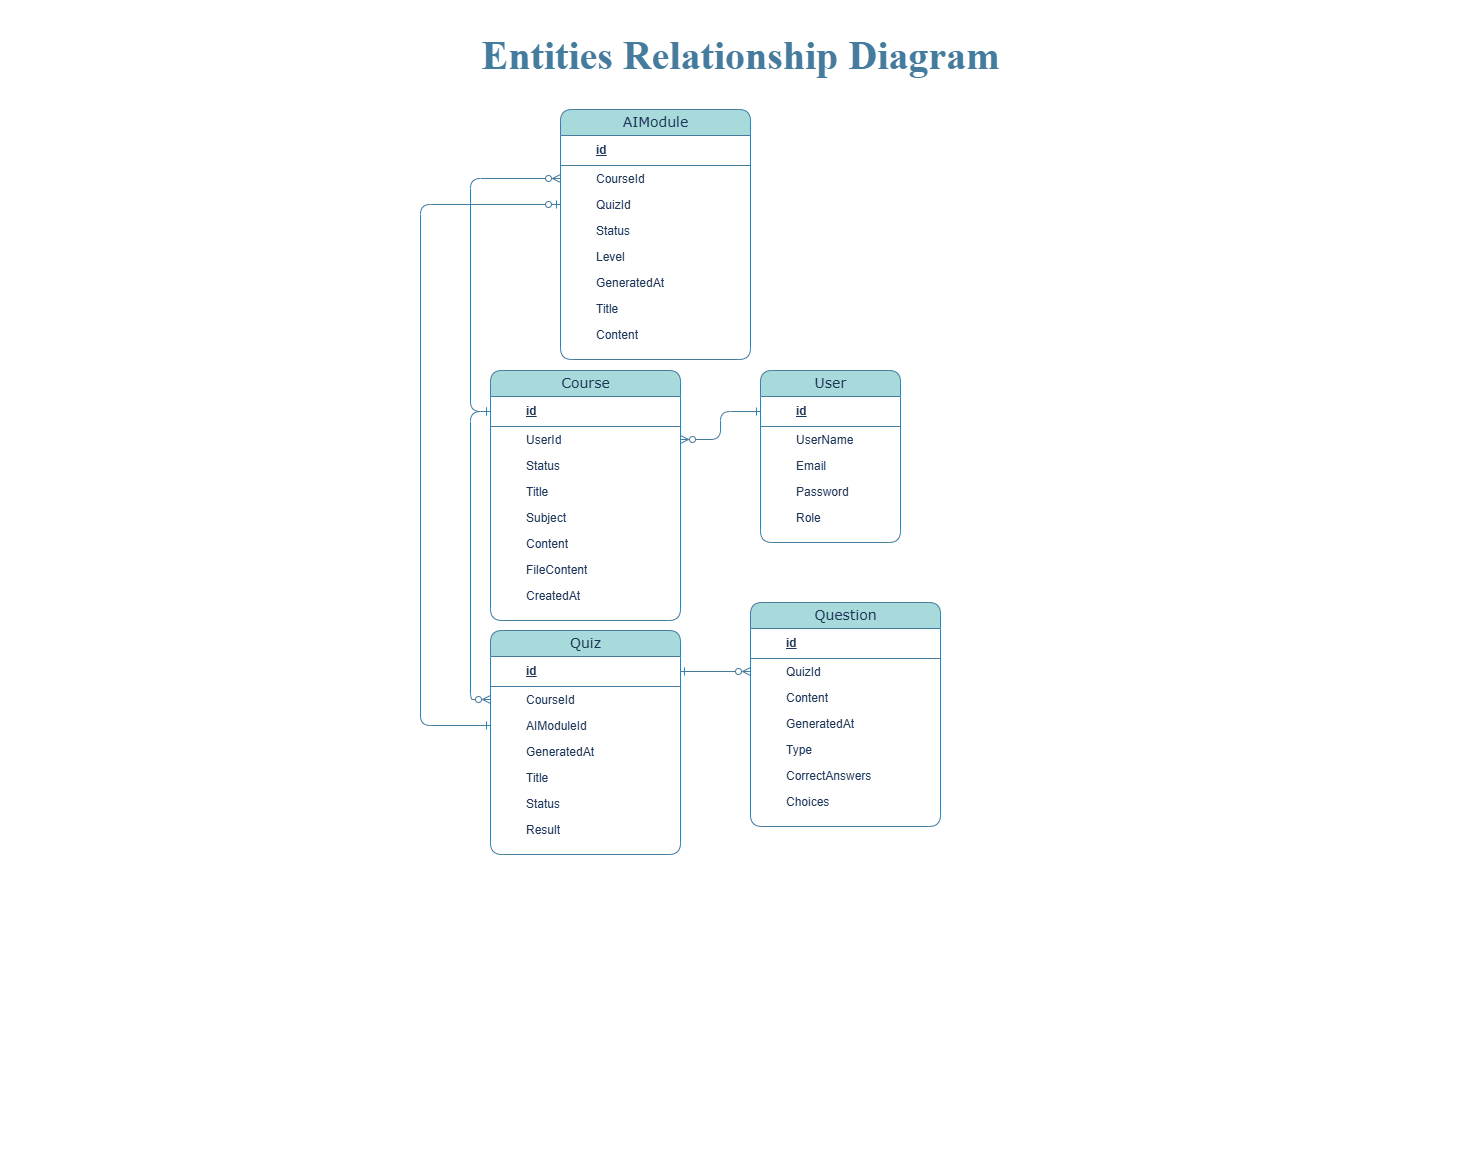 Entities Relationship Diagram
AIModule
id
CourseId
QuizId
Status
Level
GeneratedAt
Title
Content
Course
id
UserId
Status
Title
Subject
Content
FileContent
CreatedAt
User
id
UserName
Email
Password
Role
Quiz
id
CourseId
AIModuleId
GeneratedAt
Title
Status
Result
Question
id
QuizId
Content
GeneratedAt
Type
CorrectAnswers
Choices